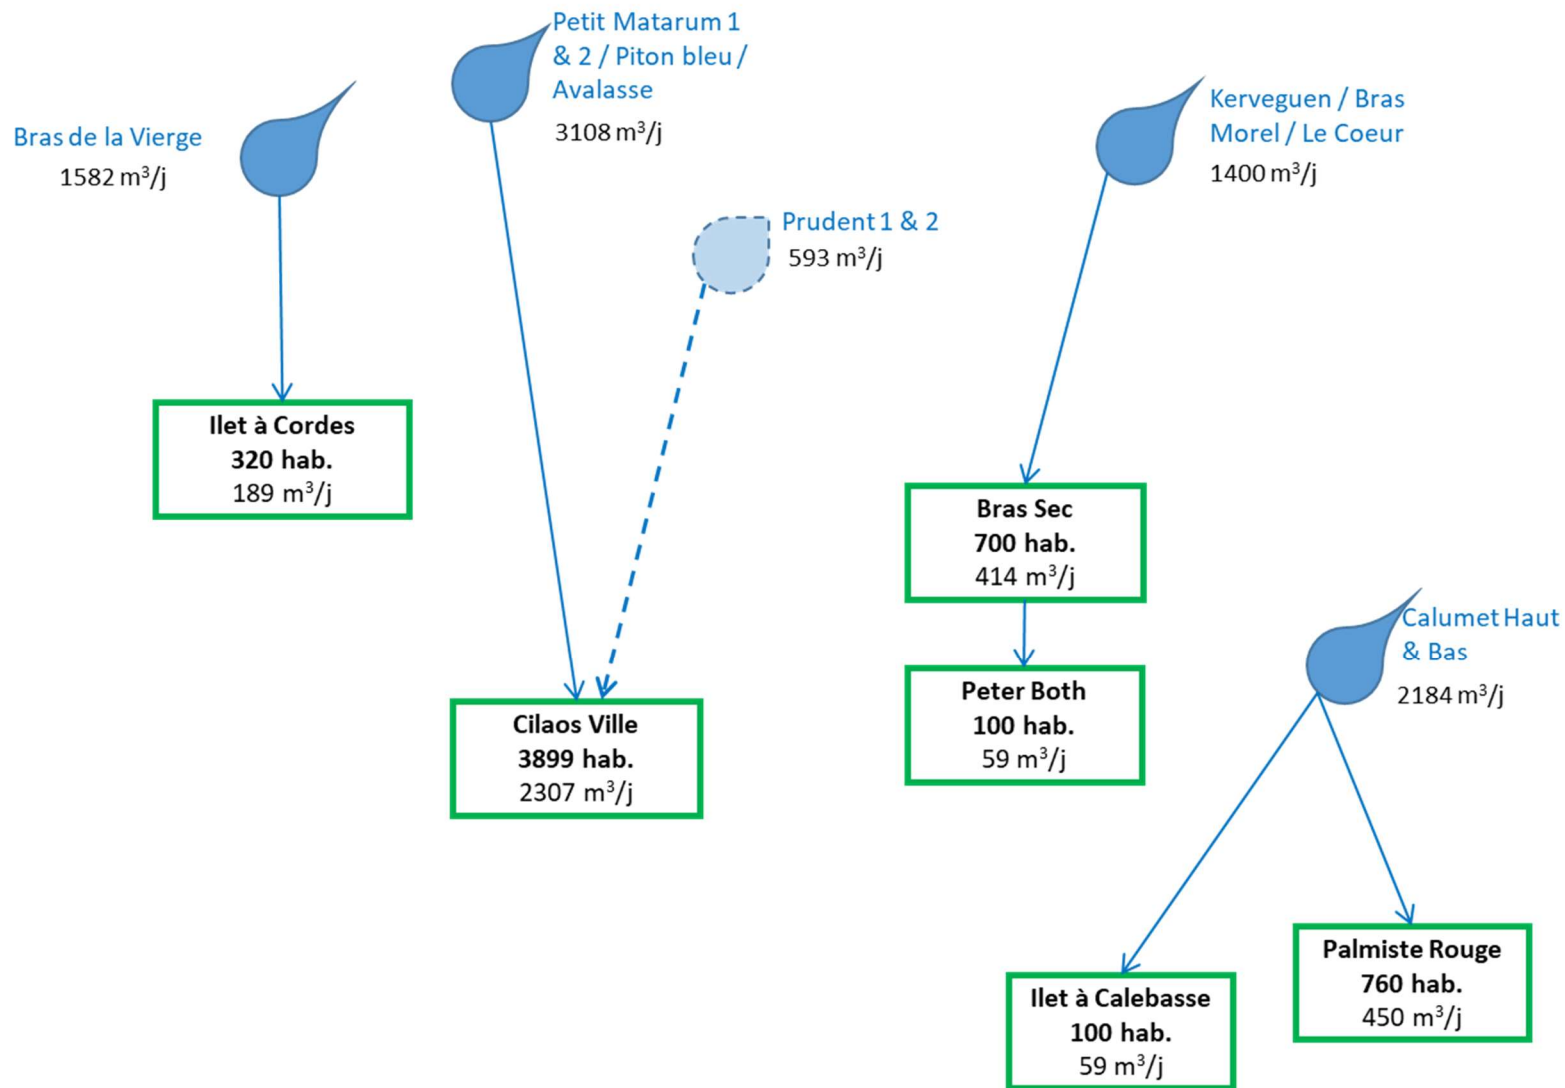 Petit Matarum 1
& 2 / Piton bleu /
Avalasse
3108 m³/j
Bras de la Vierge
1582 m³/j
Kerveguen / Bras
Morel / Le Coeur
1400 m³/j
Prudent 1 & 2
593 m³/j
Ilet à Cordes
320 hab.
189 m³/j
Bras Sec
700 hab.
414 m³/j
Calumet Haut
& Bas
2184 m³/j
Peter Both
100 hab.
59 m³/j
Cilaos Ville
3899 hab.
2307 m³/j
Palmiste Rouge
760 hab.
450 m³/j
Ilet à Calebasse
100 hab.
59 m³/j